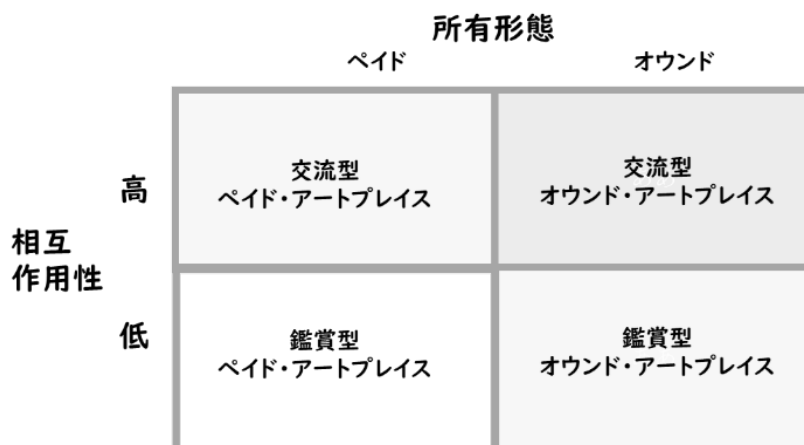 所有形態
ペイド オウンド
高
交流型
ペイド・アートプレイス
交流型
オウンド・アートプレイス
相互
作用性
低
鑑賞型
ペイド・アートプレイス
鑑賞型
オウンド・アートプレイス